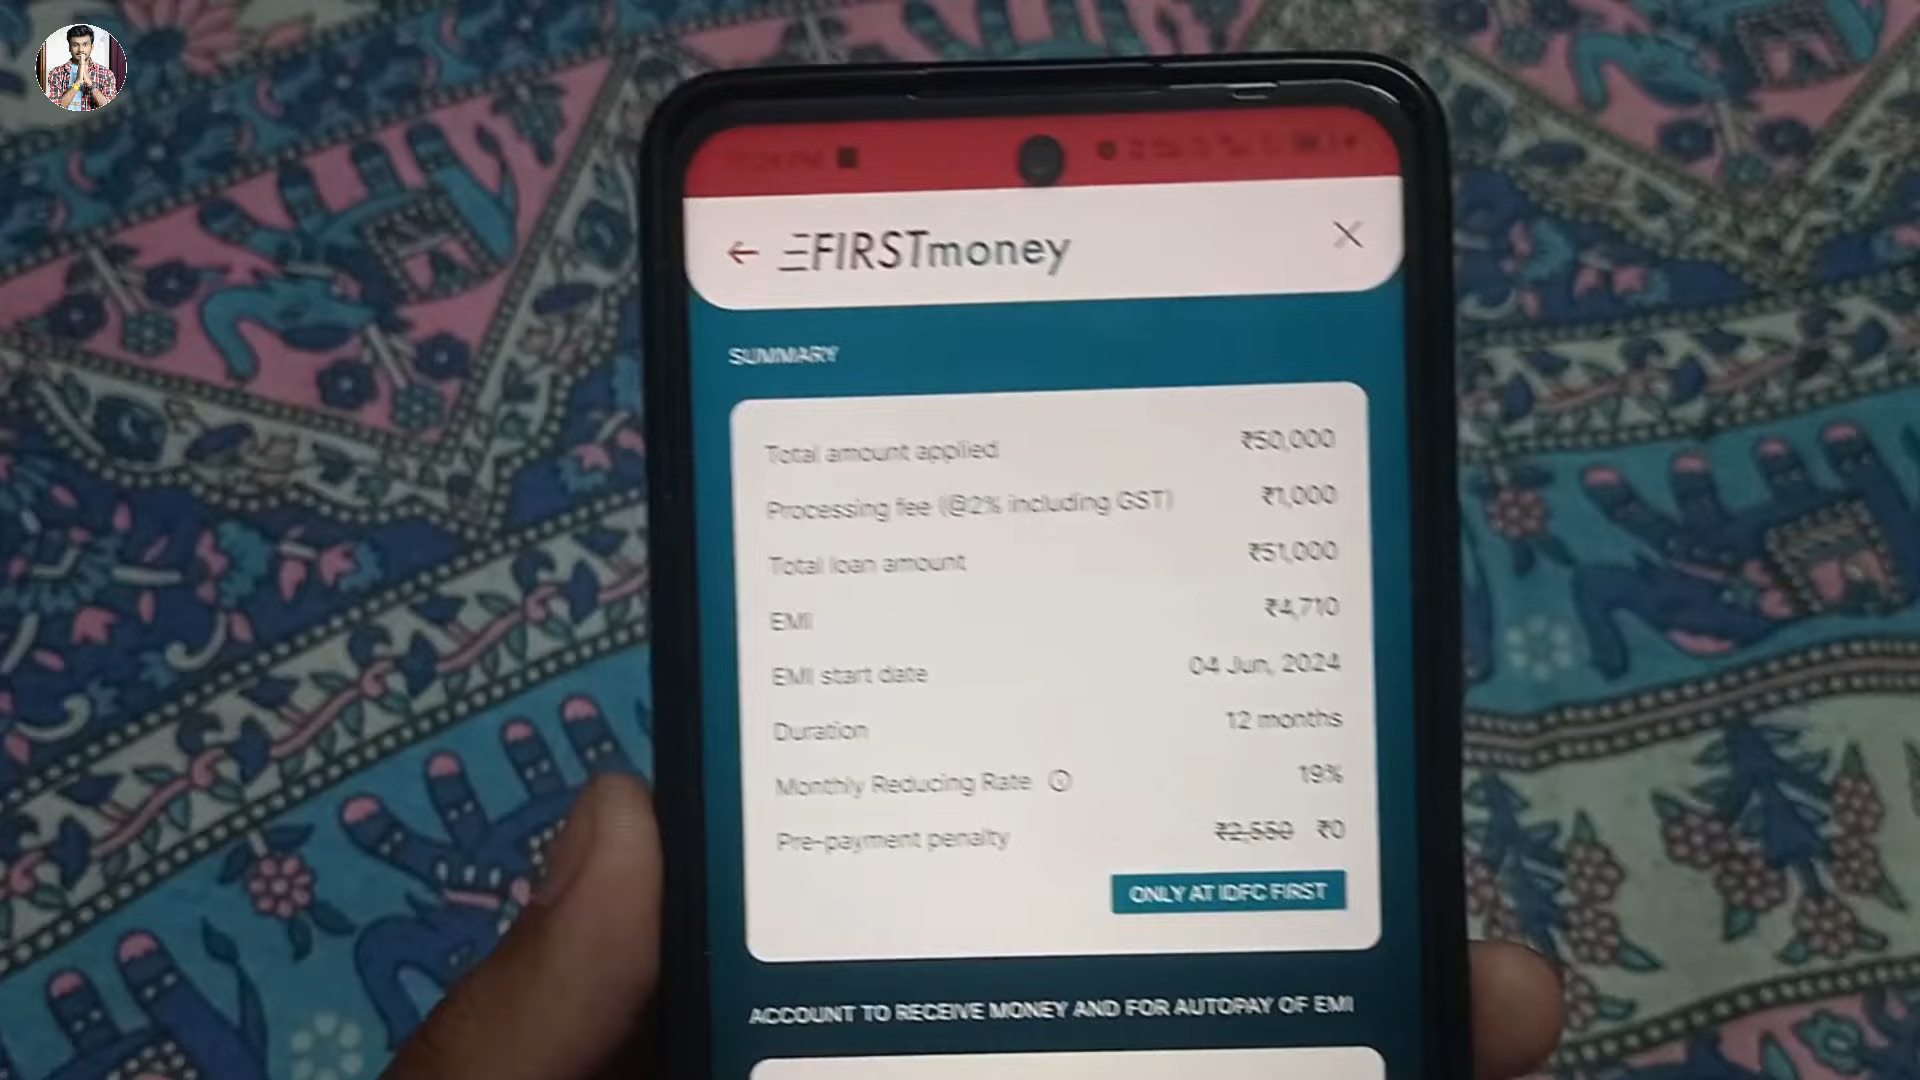 FIRSTmoney
SUMMARY
Total amount applied ₹50,000
Processing fee (@2% including GST) ₹1,000
Total loan amount ₹51,000
EMI ₹4,710
EMI start date 04 Jun, 2024
Duration 12 months
Monthly Reducing Rate 19%
Pre-payment penalty ₹2,550 ₹0
ONLY AT IDFC FIRST
ACCOUNT TO RECEIVE MONEY AND FOR AUTOPAY OF EMI